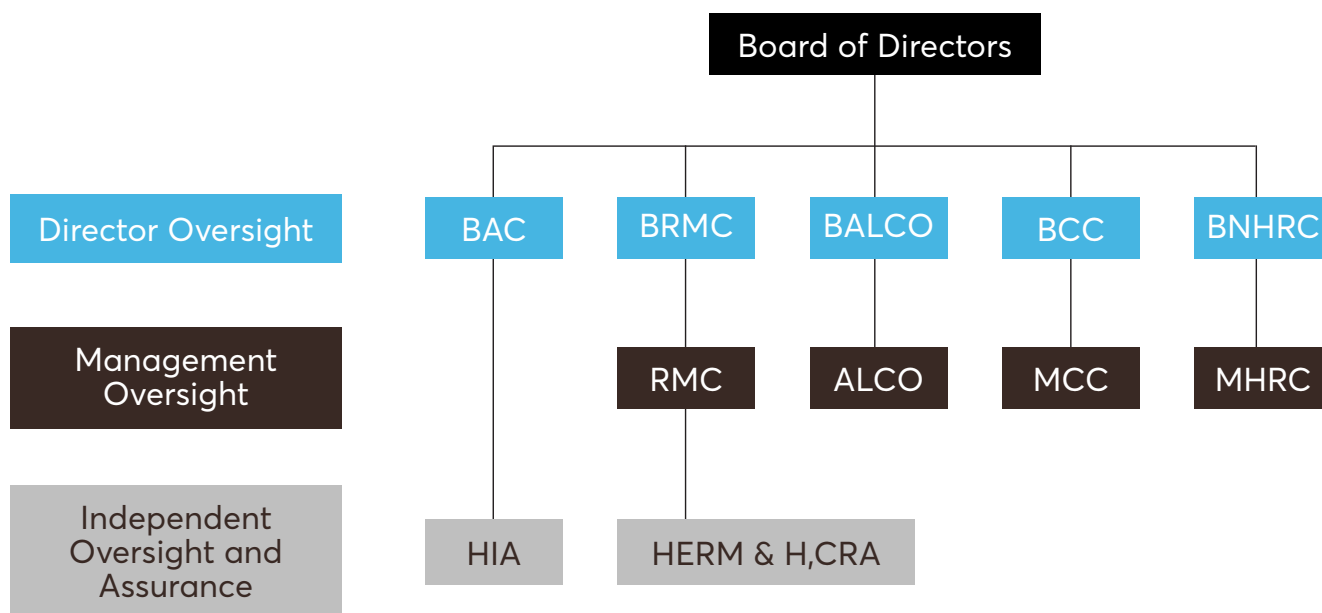 Board of Directors
Director Oversight
BAC
BRMC
BALCO
BCC
BNHRC
Management
Oversight
RMC
ALCO
MCC
MHRC
Independent
Oversight and
Assurance
HIA
HERM & H,CRA